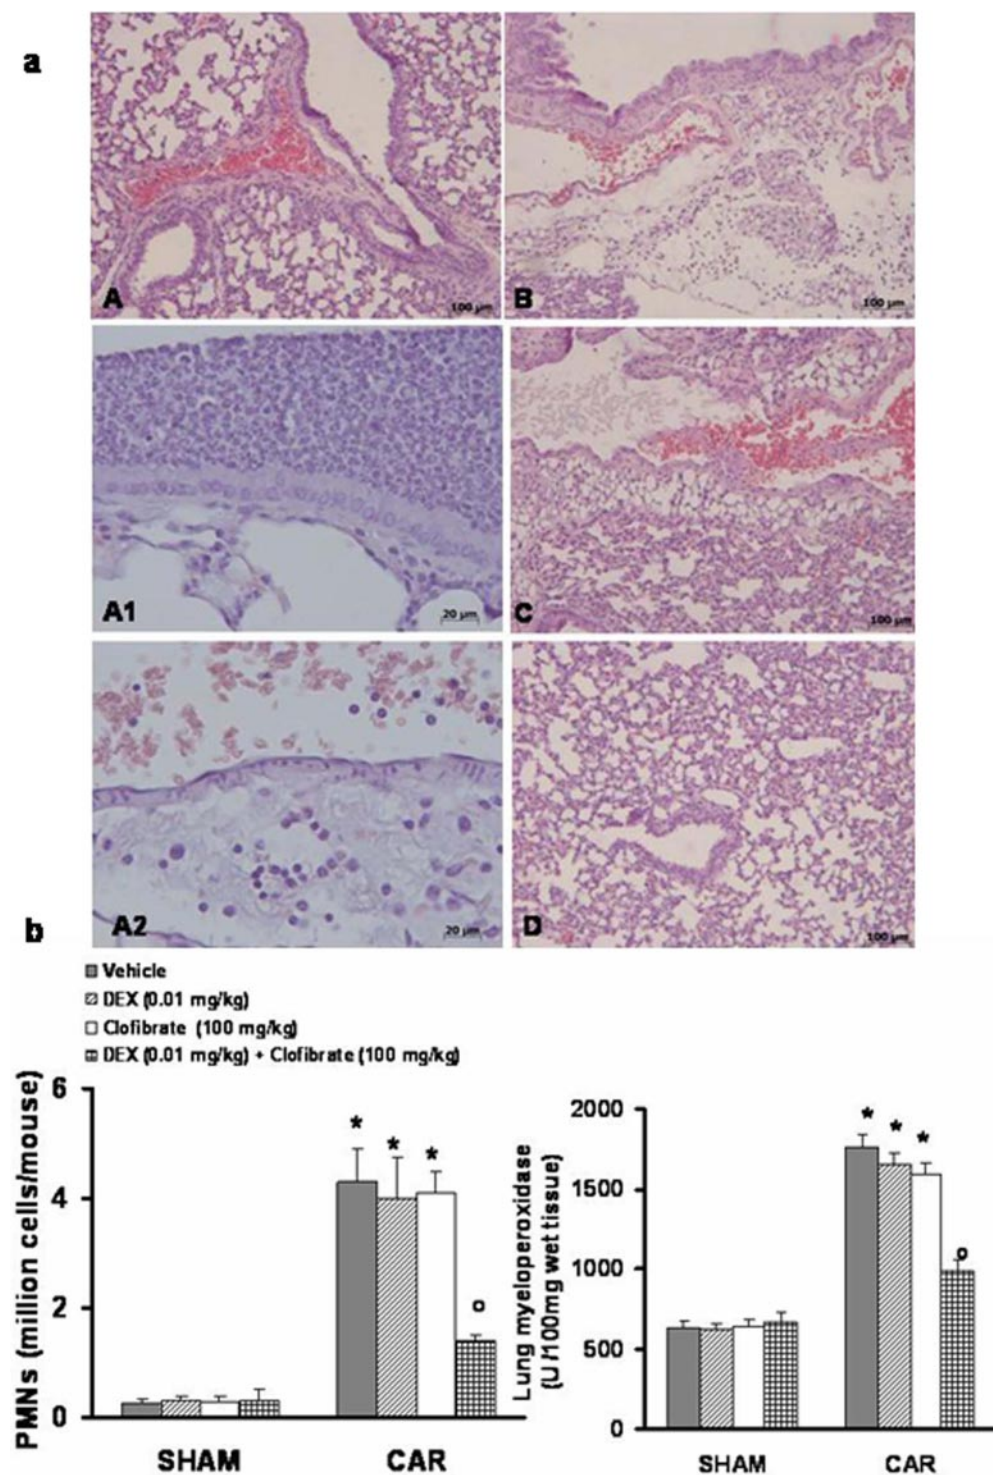 a
A
100 µm
B
100 µm
A1
20 µm
C
100 µm
A2
20 µm
D
100 µm
b
Vehicle
DEX (0.01 mg/kg)
Clofibrate (100 mg/kg)
DEX (0.01 mg/kg) + Clofibrate (100 mg/kg)
PMNs (million cells/mouse)
6
4
2
0
* * *
o
SHAM
CAR
Lung myeloperoxidase
(U/100mg wet tissue)
2000
1500
1000
500
0
* * *
o
SHAM
CAR